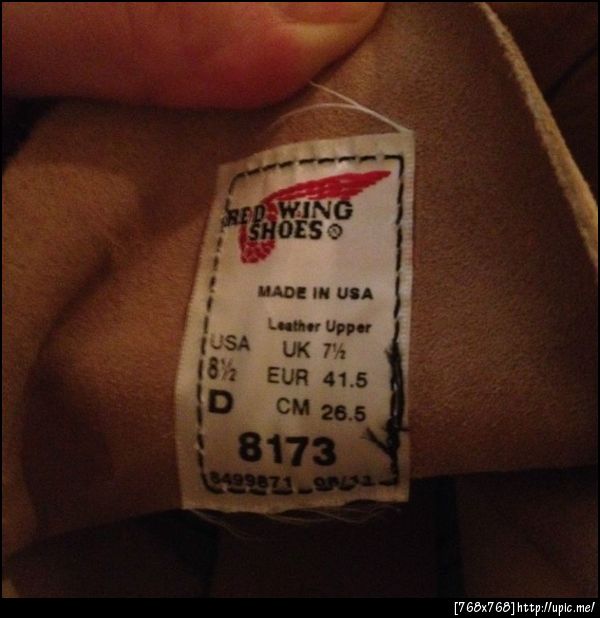 RED WING
SHOES®
MADE IN USA
Leather Upper
USA
8½
D
UK 7½
EUR 41.5
CM 26.5
8173
[768x768]http://upic.me/